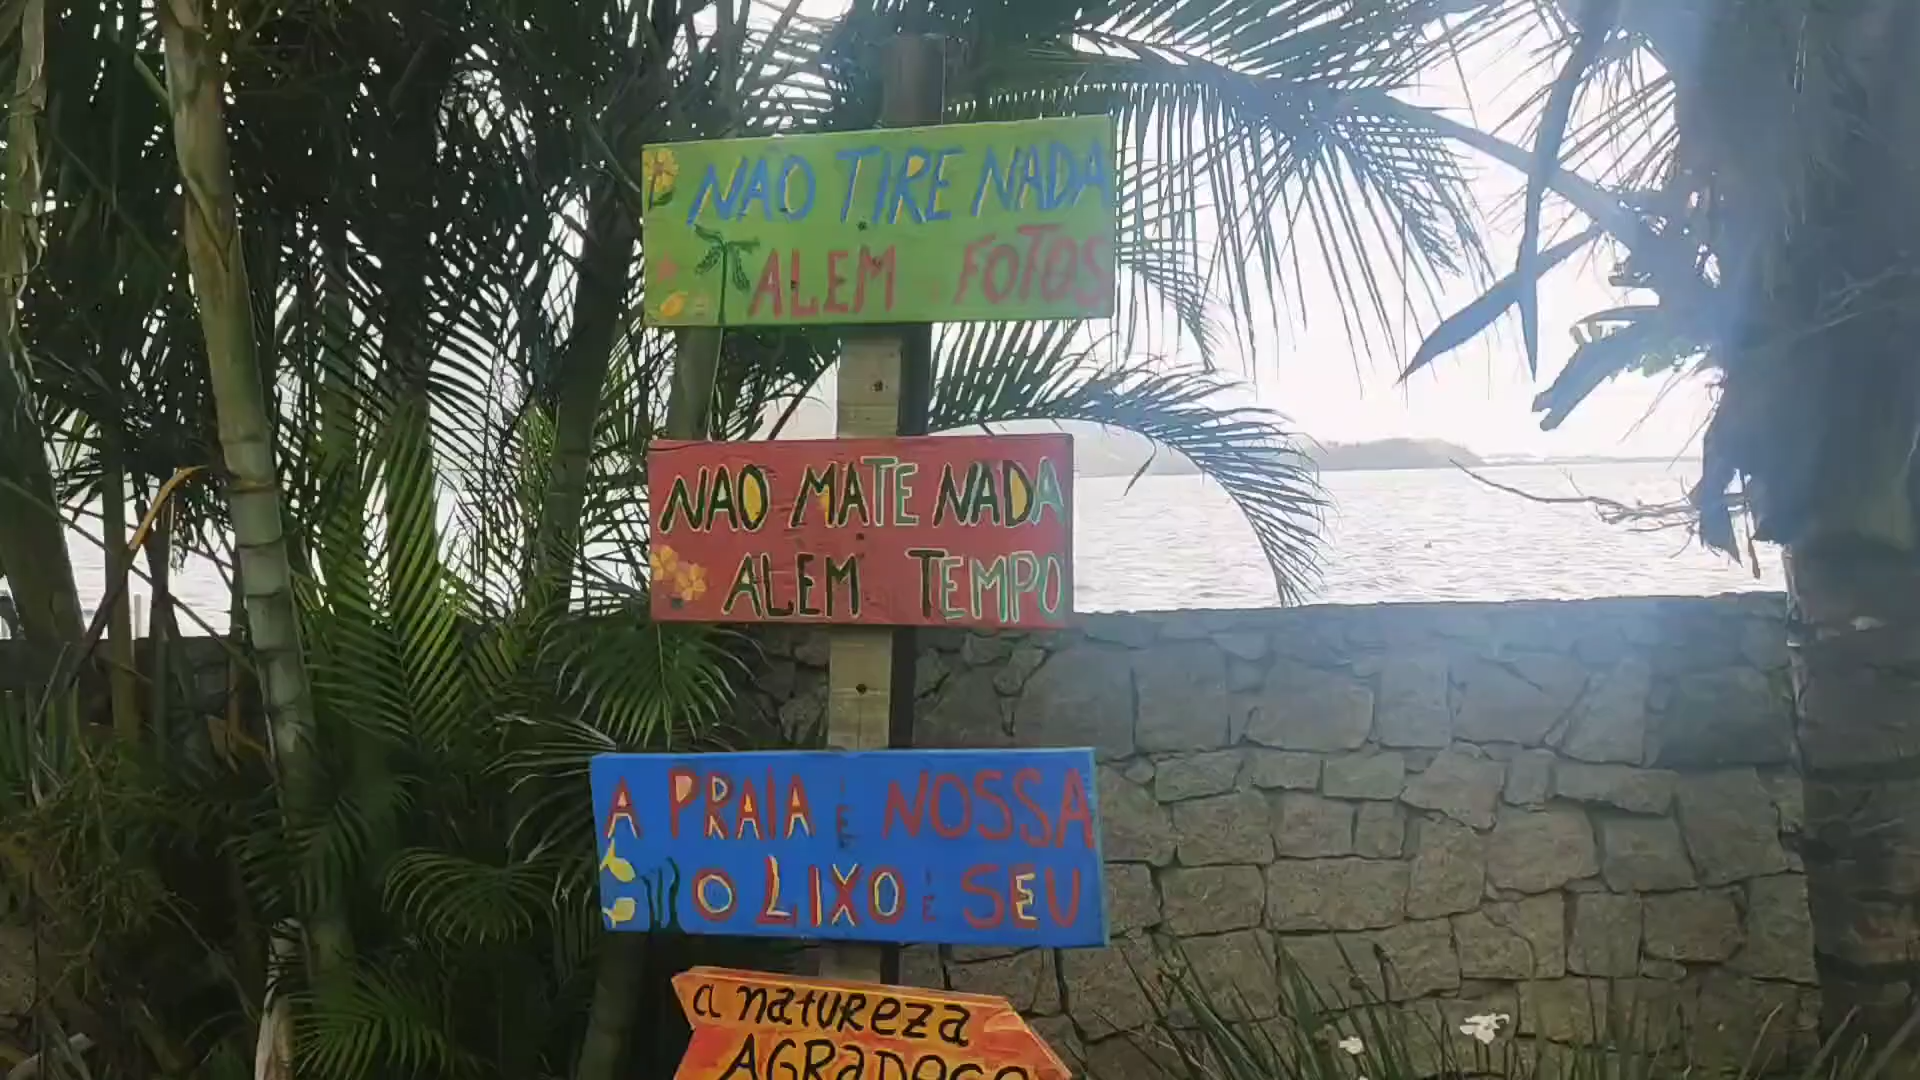 NAO TIRE NADA
ALEM FOTOS
NAO MATE NADA
ALEM TEMPO
A PRAIA É NOSSA
O LIXO É SEU
a natureza